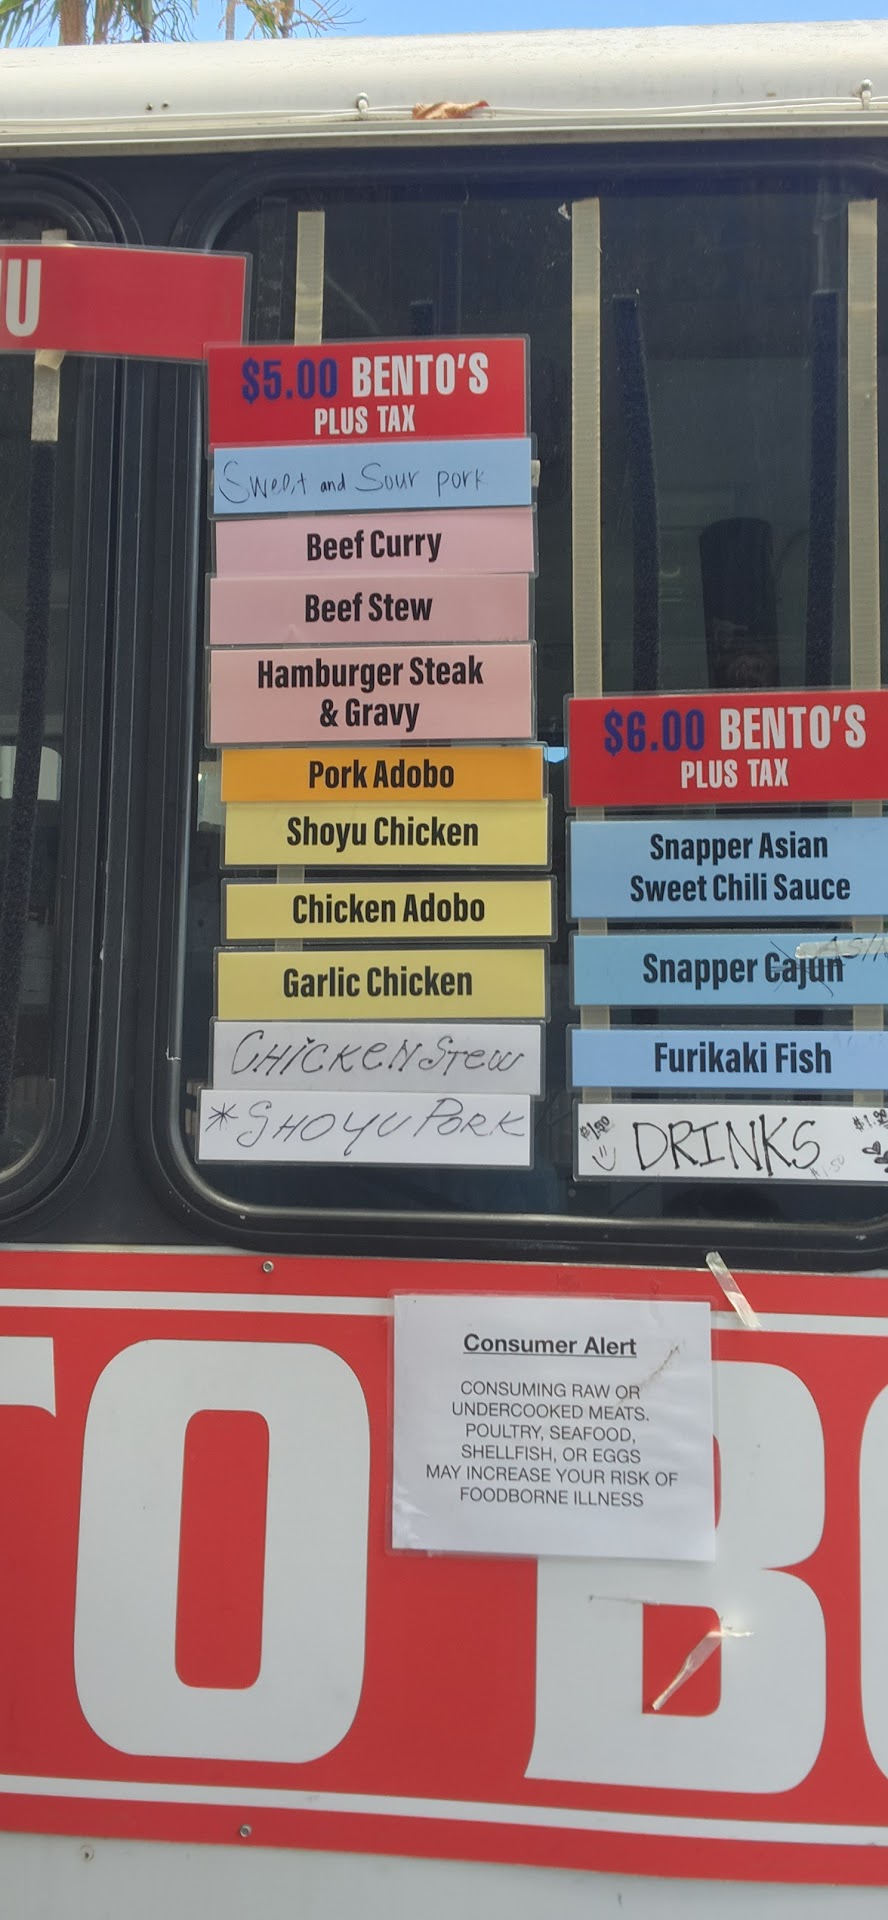 U
$5.00 BENTO'S
PLUS TAX
Sweet and Sour pork
Beef Curry
Beef Stew
Hamburger Steak
& Gravy
Pork Adobo
Shoyu Chicken
Chicken Adobo
Garlic Chicken
CHICKEN STEW
*SHOYU PORK
$6.00 BENTO'S
PLUS TAX
Snapper Asian
Sweet Chili Sauce
Snapper Cajun
Furikaki Fish
$1.50 DRINKS
Consumer Alert
CONSUMING RAW OR
UNDERCOOKED MEATS.
POULTRY, SEAFOOD,
SHELLFISH, OR EGGS
MAY INCREASE YOUR RISK OF
FOODBORNE ILLNESS
TO B